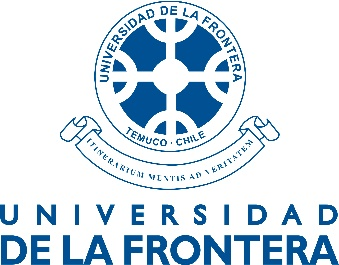 UNIVERSIDAD DE LA FRONTERA
TEMUCO - CHILE
ITINERARIUM MENTIS AD VERITATEM
UNIVERSIDAD
DE LA FRONTERA